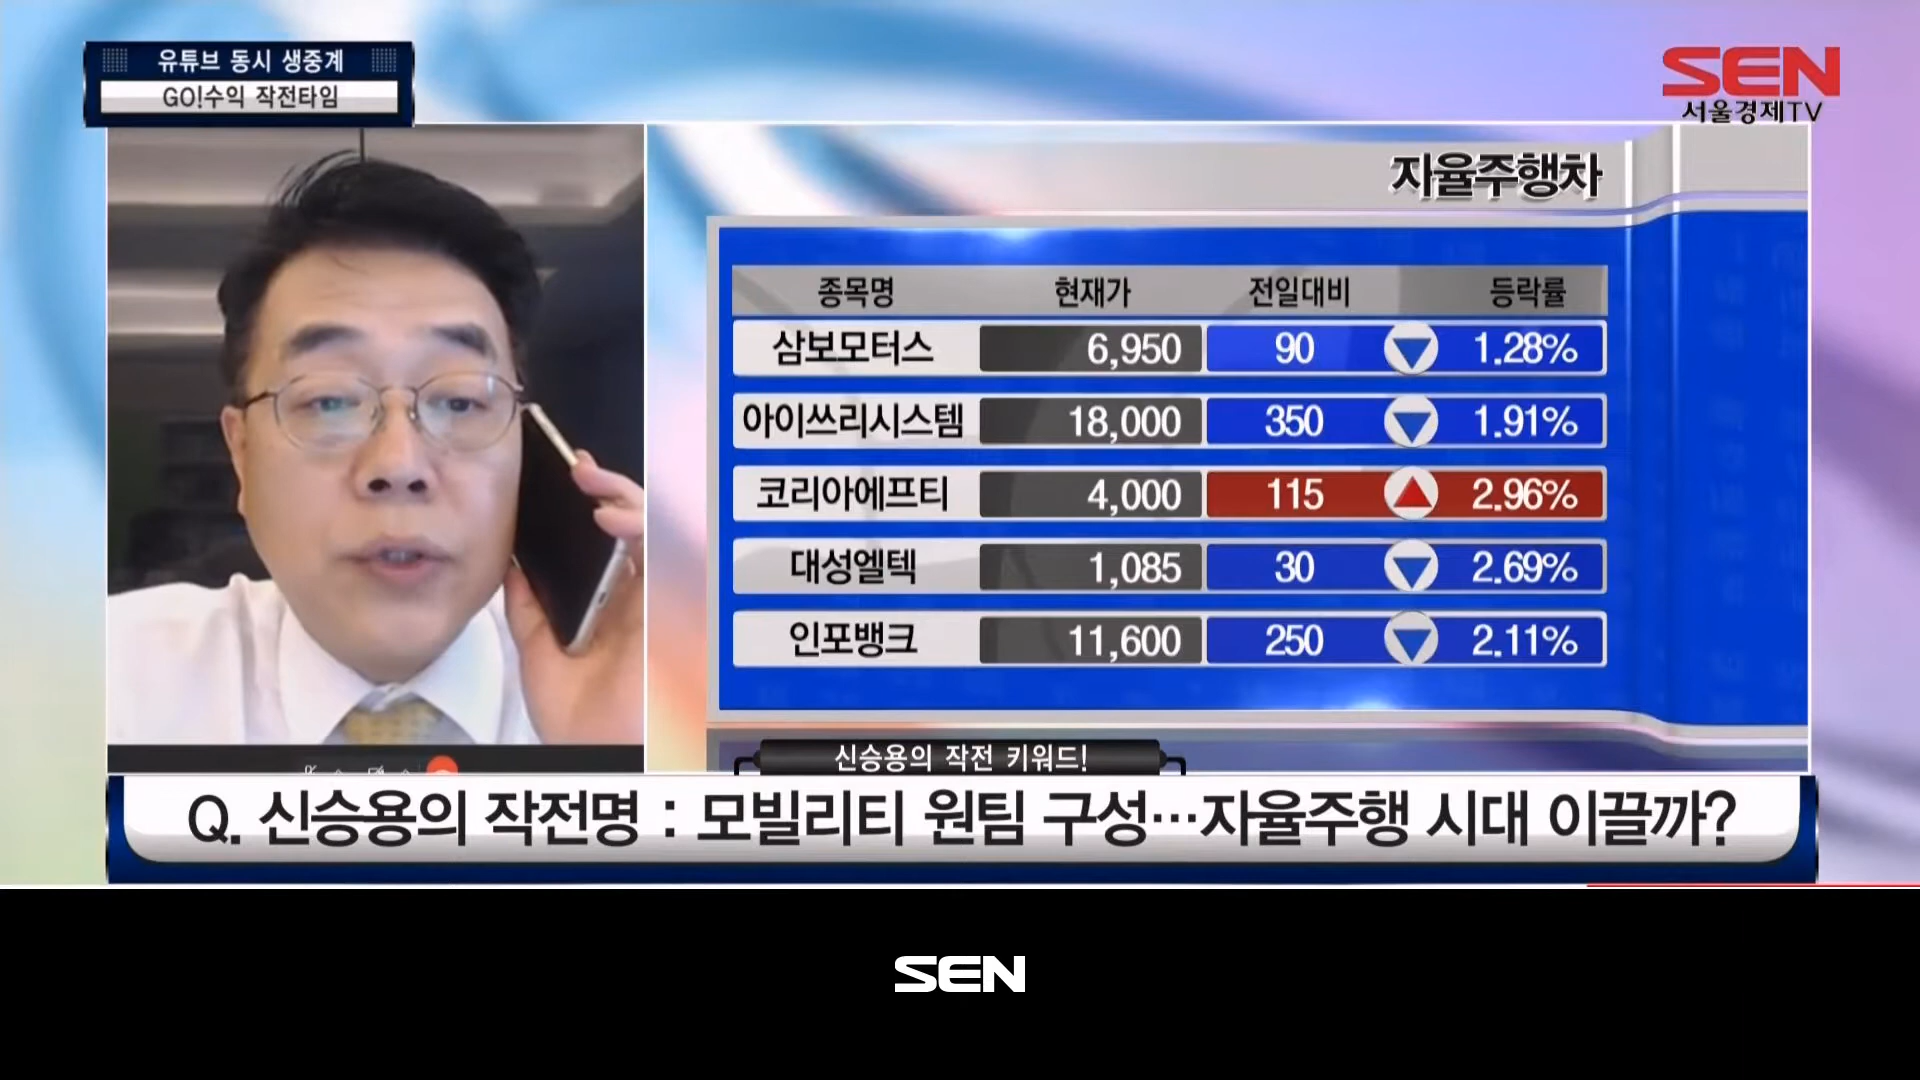 유튜브 동시 생중계
GO!수익 작전타임
SEN
서울경제TV
자율주행차
종목명 현재가 전일대비 등락률
삼보모터스 6,950 90 ▼ 1.28%
아이쓰리시스템 18,000 350 ▼ 1.91%
코리아에프티 4,000 115 ▲ 2.96%
대성엘텍 1,085 30 ▼ 2.69%
인포뱅크 11,600 250 ▼ 2.11%
신승용의 작전 키워드!
Q. 신승용의 작전명 : 모빌리티 원팀 구성…자율주행 시대 이끌까?
SEN